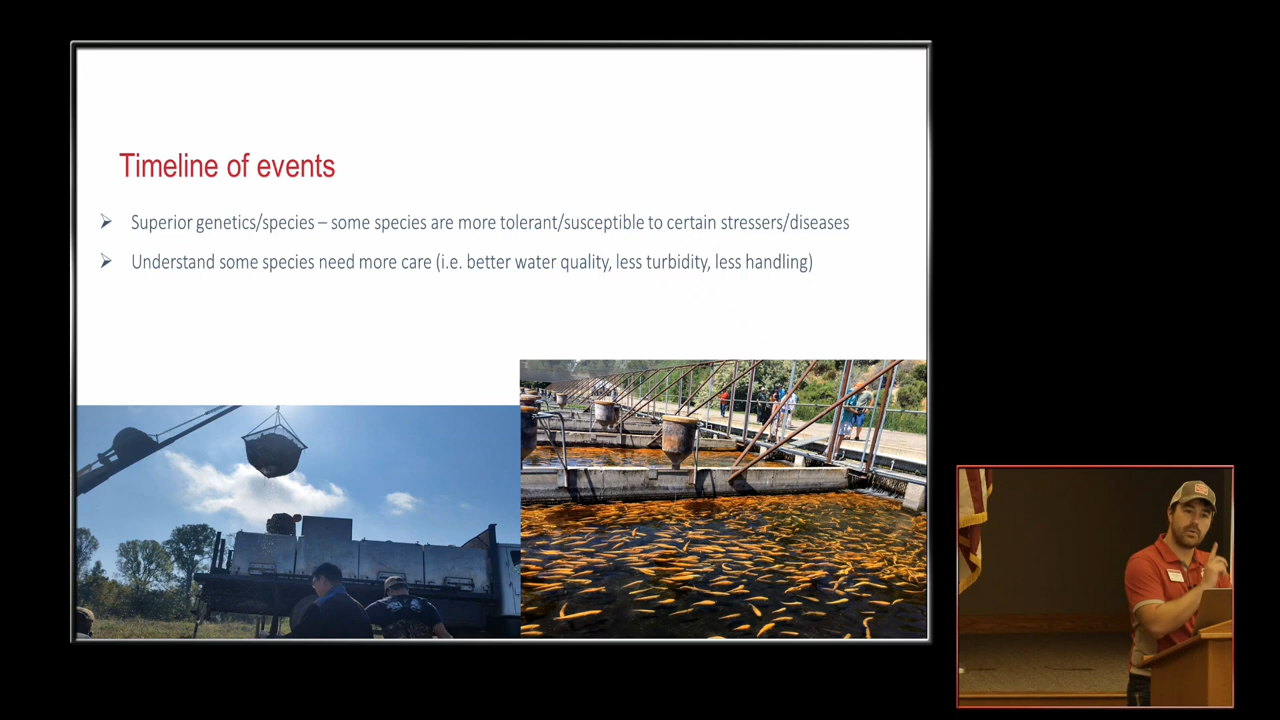 Timeline of events
Superior genetics/species – some species are more tolerant/susceptible to certain stressers/diseases
Understand some species need more care (i.e. better water quality, less turbidity, less handling)